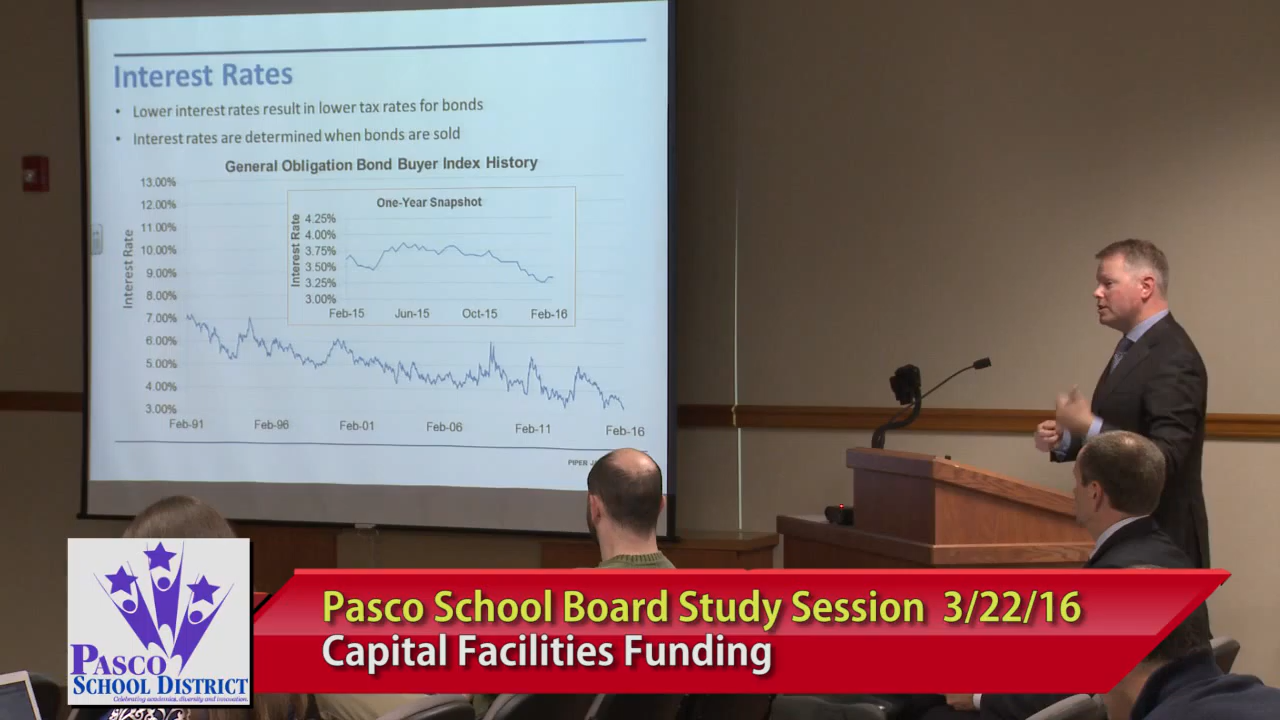 Interest Rates
• Lower interest rates result in lower tax rates for bonds
• Interest rates are determined when bonds are sold
General Obligation Bond Buyer Index History
13.00%
12.00%
11.00%
10.00%
9.00%
8.00%
7.00%
6.00%
5.00%
4.00%
3.00%
Interest Rate
Feb-91 Feb-96 Feb-01 Feb-06 Feb-11 Feb-16
One-Year Snapshot
4.25%
4.00%
3.75%
3.50%
3.25%
3.00%
Interest Rate
Feb-15 Jun-15 Oct-15 Feb-16
PIPER
Pasco School Board Study Session 3/22/16
Capital Facilities Funding
PASCO
SCHOOL DISTRICT
Celebrating academics, diversity and innovation.